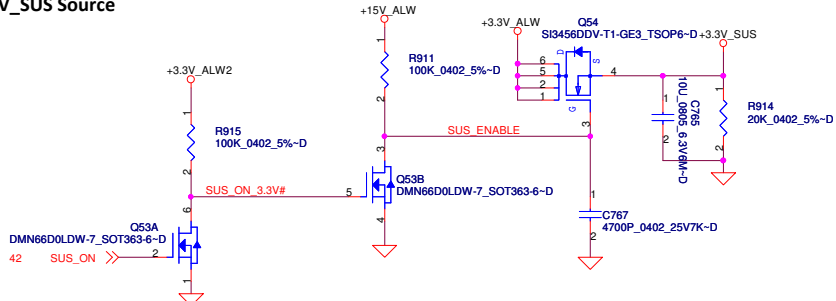 V_SUS Source
+15V_ALW
+3.3V_ALW
Q54
SI3456DDV-T1-GE3_TSOP6~D
+3.3V_SUS
+3.3V_ALW2
1
R911
100K_0402_5%~D
2
D
S
6
5
2
1
4
G
3
1
C765
10U_0805_6.3V6M~D
2
1
R914
20K_0402_5%~D
2
1
R915
100K_0402_5%~D
2
SUS_ENABLE
3
SUS_ON_3.3V#
5
Q53B
DMN66D0LDW-7_SOT363-6~D
4
1
C767
4700P_0402_25V7K~D
2
6
Q53A
DMN66D0LDW-7_SOT363-6~D
42
SUS_ON
2
1